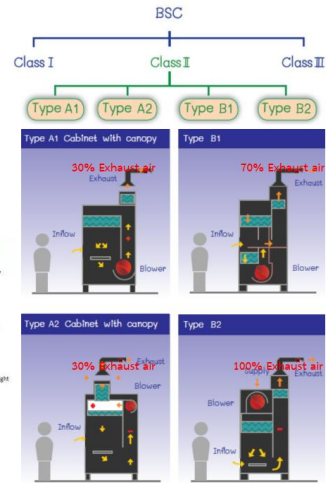 BSC
Class I
Class Ⅱ
Class Ⅲ
Type A1
Type A2
Type B1
Type B2
Type A1 Cabinet with canopy
30% Exhaust air
Exhaust
Inflow
Blower
Type B1
70% Exhaust air
Exhaust
Inflow
Blower
Type A2 Cabinet with canopy
30% Exhaust air
Exhaust
Inflow
Type B2
100% Exhaust air
Supply
Exhaust
Blower
Inflow